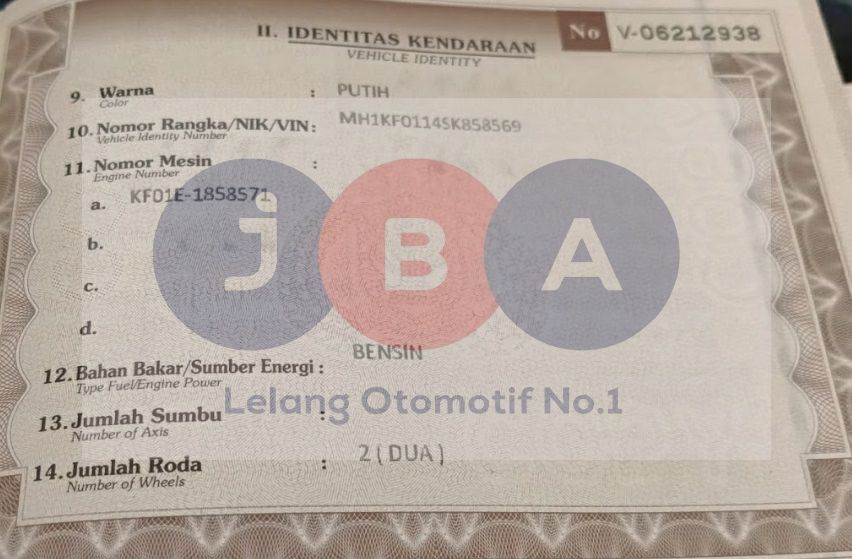 II. IDENTITAS KENDARAAN
VEHICLE IDENTITY
No V-06212938
9. Warna : PUTIH
Color
10. Nomor Rangka/NIK/VIN: MH1KF0114SK858569
Vehicle Identity Number
11. Nomor Mesin :
Engine Number
a. KF01E-1858571
b.
c.
d.
jBA
12. Bahan Bakar/Sumber Energi : BENSIN
Type Fuel/Engine Power
Lelang Otomotif No.1
13. Jumlah Sumbu :
Number of Axis
14. Jumlah Roda : 2 (DUA)
Number of Wheels